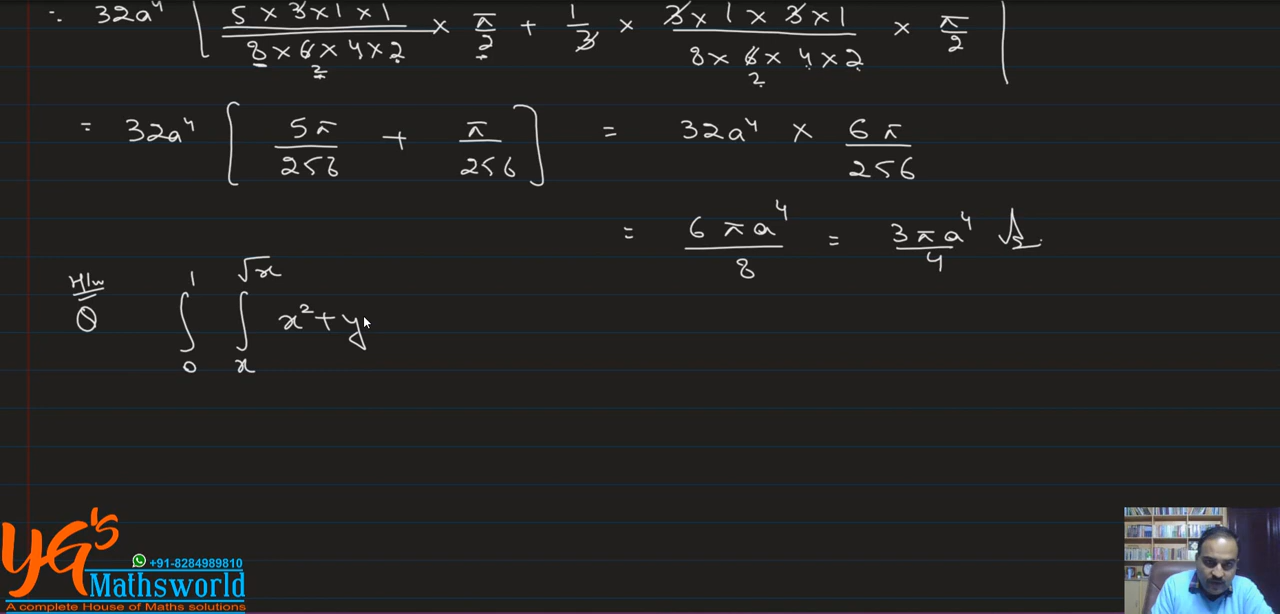 = 32a⁴ [ (5 × 3 × 1 × 1)/(8 × 6 × 4 × 2) × π/2 + 1/3 × (3 × 1 × 3 × 1)/(8 × 6 × 4 × 2) × π/2 ]
2 2
= 32a⁴ [ 5π/256 + π/256 ] = 32a⁴ × 6π/256
= 6πa⁴/8 = 3πa⁴/4
H/w
Q ∫₀¹ ∫ₓ^√x x² + y
YG's
+91-8284989810
Mathsworld
A complete House of Maths solutions